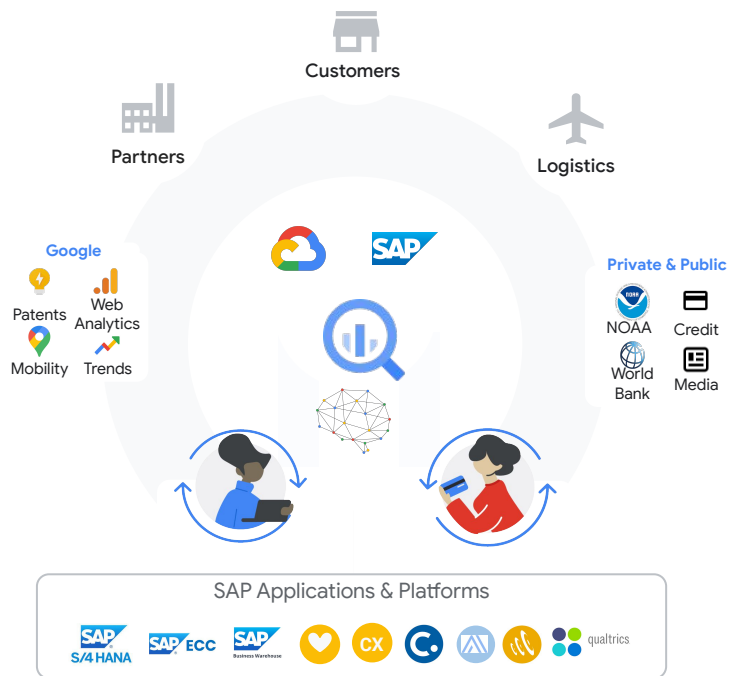 Customers
Partners
Logistics
Google
Patents
Web
Analytics
Mobility
Trends
SAP
Private & Public
NOAA
NOAA
Credit
World
Bank
Media
SAP Applications & Platforms
SAP
S/4 HANA
SAP ECC
SAP
Business Warehouse
CX
C.
qualtrics